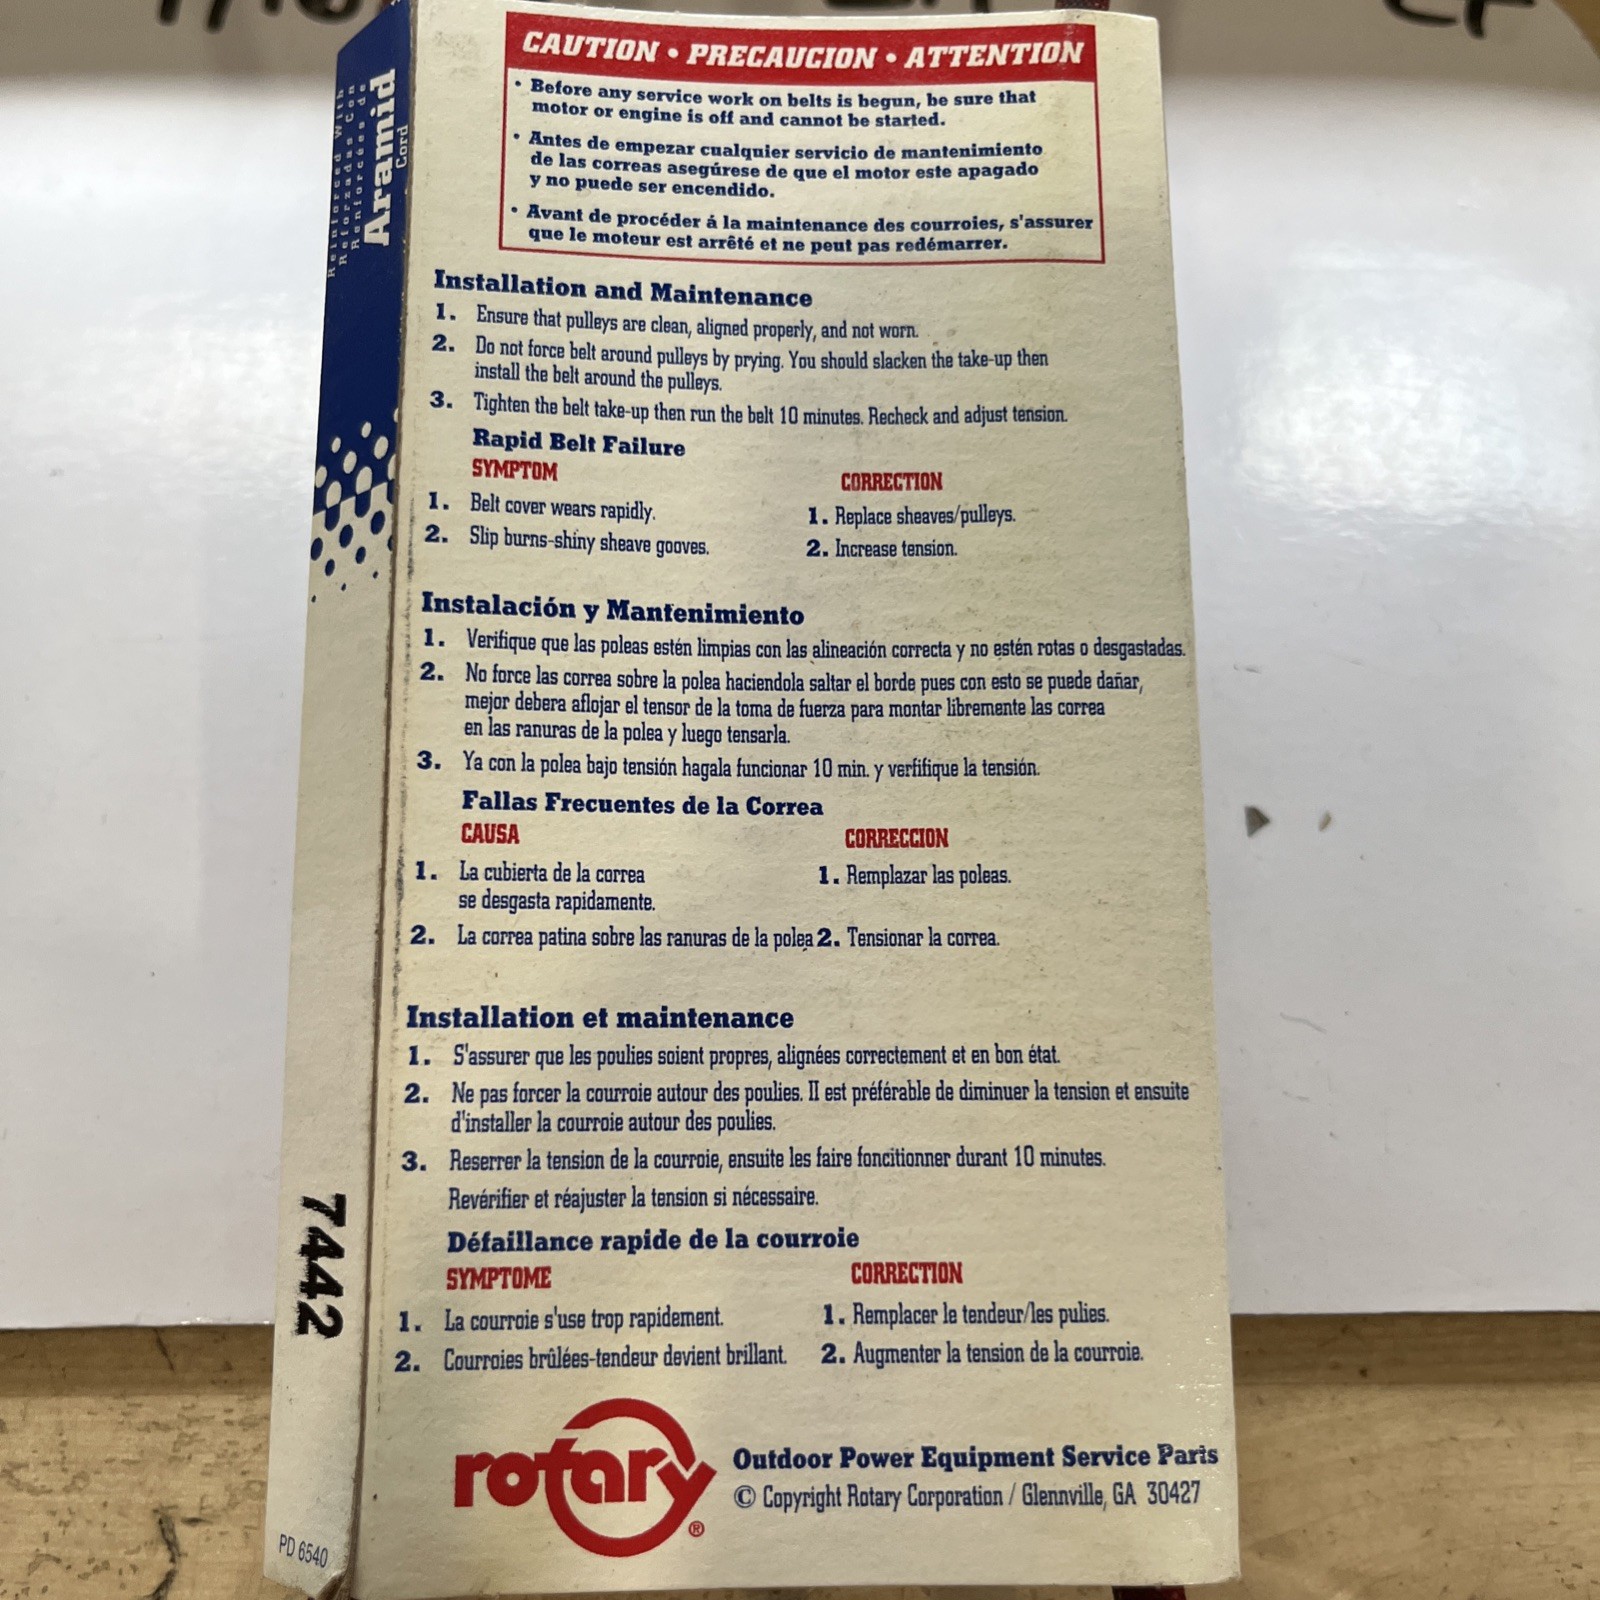 CAUTION • PRECAUCION • ATTENTION
• Before any service work on belts is begun, be sure that
motor or engine is off and cannot be started.
• Antes de empezar cualquier servicio de mantenimiento
de las correas asegúrese de que el motor este apagado
y no puede ser encendido.
• Avant de procéder á la maintenance des courroies, s'assurer
que le moteur est arrêté et ne peut pas redémarrer.
Installation and Maintenance
1. Ensure that pulleys are clean, aligned properly, and not worn.
2. Do not force belt around pulleys by prying. You should slacken the take-up then
install the belt around the pulleys.
3. Tighten the belt take-up then run the belt 10 minutes. Recheck and adjust tension.
Rapid Belt Failure
SYMPTOM CORRECTION
1. Belt cover wears rapidly. 1. Replace sheaves/pulleys.
2. Slip burns-shiny sheave gooves. 2. Increase tension.
Instalación y Mantenimiento
1. Verifique que las poleas estén limpias con las alineación correcta y no estén rotas o desgastadas.
2. No force las correa sobre la polea haciendola saltar el borde pues con esto se puede dañar,
mejor debera aflojar el tensor de la toma de fuerza para montar libremente las correa
en las ranuras de la polea y luego tensarla.
3. Ya con la polea bajo tensión hagala funcionar 10 min. y verfifique la tensión.
Fallas Frecuentes de la Correa
CAUSA CORRECCION
1. La cubierta de la correa 1. Remplazar las poleas.
se desgasta rapidamente.
2. La correa patina sobre las ranuras de la polea 2. Tensionar la correa.
Installation et maintenance
1. S'assurer que les poulies soient propres, alignées correctement et en bon état.
2. Ne pas forcer la courroie autour des poulies. Il est préférable de diminuer la tension et ensuite
d'installer la courroie autour des poulies.
3. Reserrer la tension de la courroie, ensuite les faire foncitionner durant 10 minutes.
Revérifier et réajuster la tension si nécessaire.
Défaillance rapide de la courroie
SYMPTOME CORRECTION
1. La courroie s'use trop rapidement. 1. Remplacer le tendeur/les pulies.
2. Courroies brûlées-tendeur devient brillant. 2. Augmenter la tension de la courroie.
rotary®
Outdoor Power Equipment Service Parts
© Copyright Rotary Corporation / Glennville, GA 30427
Reinforced With
Reforzadas Con
Renforcées de
Aramid
Cord
7442
PD 6540